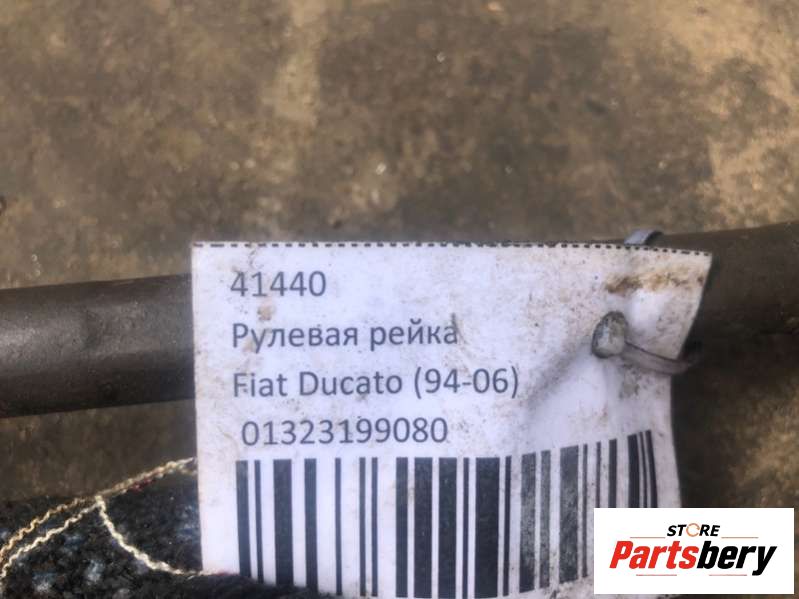 41440
Рулевая рейка
Fiat Ducato (94-06)
01323199080
STORE
Partsbery